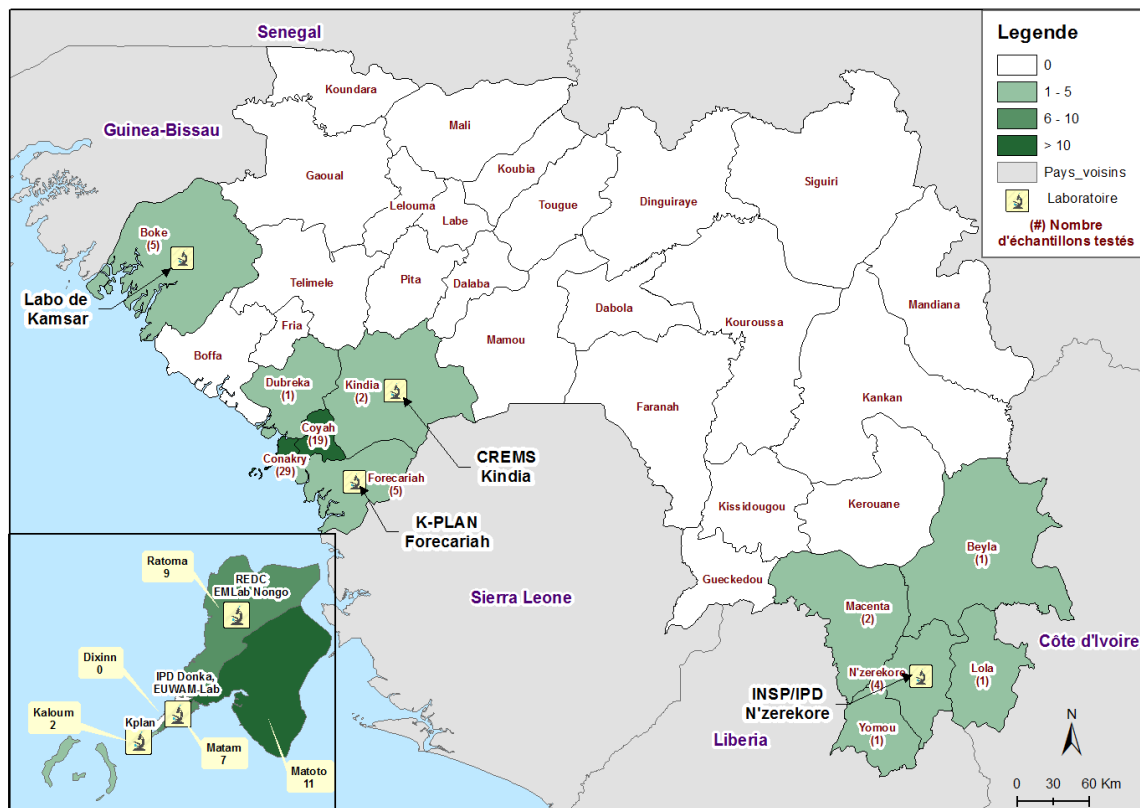 Senegal
Guinea-Bissau
Koundara
Mali
Gaoual
Koubia
Lelouma
Labe
Tougue
Dinguiraye
Siguiri
Boke
(5)
Labo de
Kamsar
Telimele
Pita
Dalaba
Fria
Boffa
Mamou
Dabola
Kouroussa
Mandiana
Dubreka
(1)
Kindia
(2)
Coyah
(19)
Conakry
(29)
Forecariah
(5)
CREMS
Kindia
K-PLAN
Forecariah
Faranah
Kankan
Kissidougou
Kerouane
Gueckedou
Beyla
(1)
Macenta
(2)
N'zerekore
(4)
Lola
(1)
Yomou
(1)
INSP/IPD
N'zerekore
Sierra Leone
Liberia
Côte d'Ivoire
Legende
0
1 - 5
6 - 10
> 10
Pays_voisins
Laboratoire
(#) Nombre
d'échantillons testés
Ratoma
9
REDC
EMLab Nongo
Dixinn
0
IPD Donka,
EUWAM-Lab
Kaloum
2
Kplan
Matam
7
Matoto
11
N
0 30 60 Km